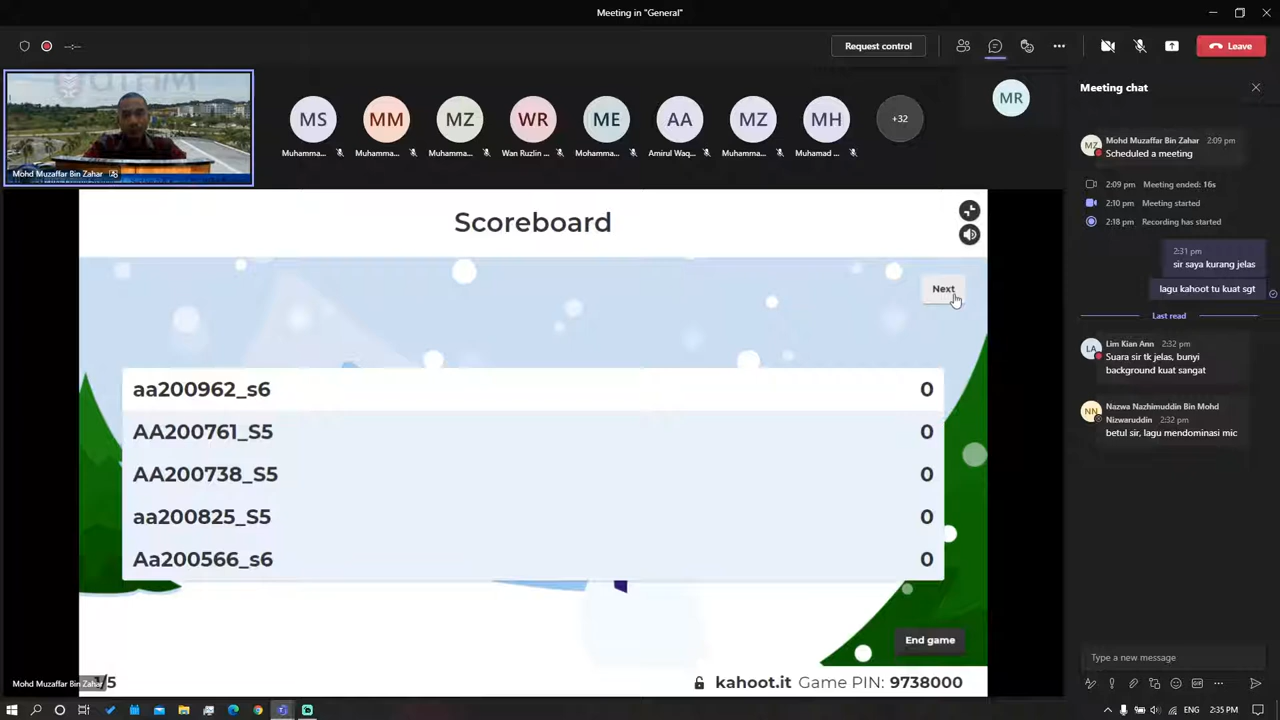 Meeting in "General"
Request control
Leave
Mohd Muzaffar Bin Zahar
MS
MM
MZ
WR
ME
AA
MZ
MH
+32
MR
Muhamma...
Muhamma...
Muhamma...
Wan Ruzlin ...
Mohamma...
Amirul Waq...
Muhamma...
Muhamad ...
Scoreboard
Next
aa200962_s6 0
AA200761_S5 0
AA200738_S5 0
aa200825_S5 0
Aa200566_s6 0
End game
Mohd Muzaffar Bin Zahar
/5
kahoot.it Game PIN: 9738000
Meeting chat
MZ
Mohd Muzaffar Bin Zahar 2:09 pm
Scheduled a meeting
2:09 pm Meeting ended: 16s
2:10 pm Meeting started
2:18 pm Recording has started
2:31 pm
sir saya kurang jelas
lagu kahoot tu kuat sgt
Last read
LA
Lim Kian Ann 2:32 pm
Suara sir tk jelas, bunyi
background kuat sangat
NN
Nazwa Nazhimuddin Bin Mohd
Nizwaruddin 2:32 pm
betul sir, lagu mendominasi mic
Type a new message
GIF
ENG
2:35 PM